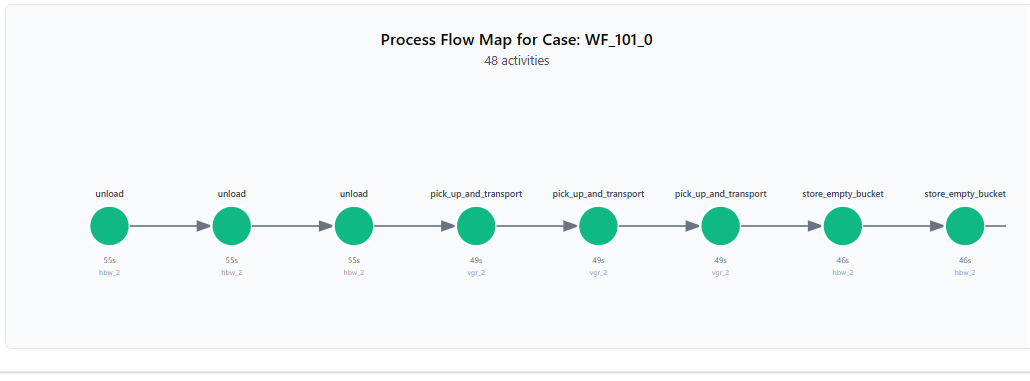 Process Flow Map for Case: WF_101_0
48 activities
unload unload unload pick_up_and_transport pick_up_and_transport pick_up_and_transport store_empty_bucket store_empty_bucket
55s 55s 55s 49s 49s 49s 46s 46s
hbw_2 hbw_2 hbw_2 vgr_2 vgr_2 vgr_2 hbw_2 hbw_2